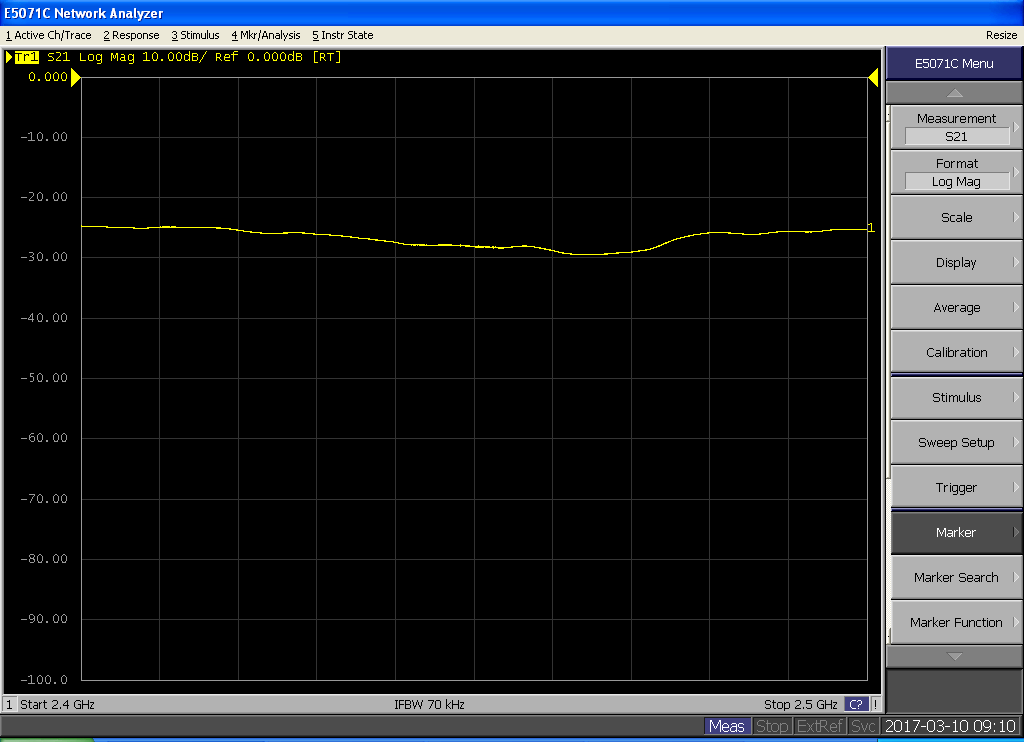 E5071C Network Analyzer
1 Active Ch/Trace 2 Response 3 Stimulus 4 Mkr/Analysis 5 Instr State Resize
Tr1 S21 Log Mag 10.00dB/ Ref 0.000dB [RT]
0.000
-10.00
-20.00
-30.00
-40.00
-50.00
-60.00
-70.00
-80.00
-90.00
-100.0
1
E5071C Menu
Measurement
S21
Format
Log Mag
Scale
Display
Average
Calibration
Stimulus
Sweep Setup
Trigger
Marker
Marker Search
Marker Function
1 Start 2.4 GHz IFBW 70 kHz Stop 2.5 GHz C? !
Meas Stop ExtRef Svc 2017-03-10 09:10